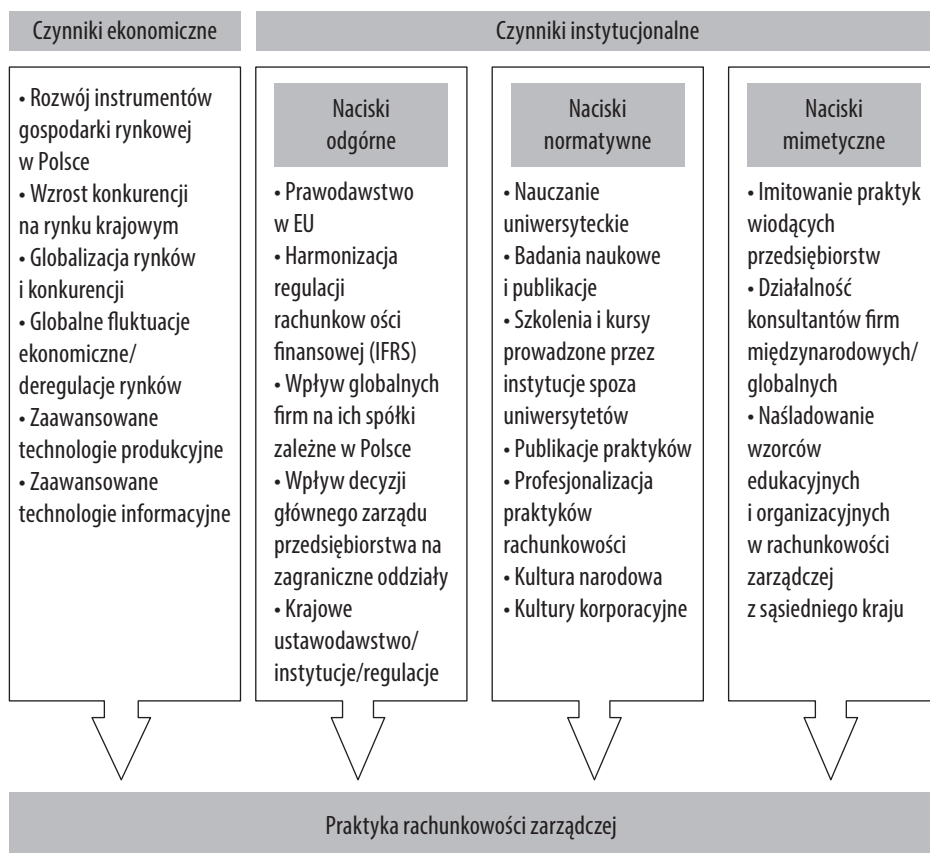 Czynniki ekonomiczne
Czynniki instytucjonalne
• Rozwój instrumentów
gospodarki rynkowej
w Polsce
• Wzrost konkurencji
na rynku krajowym
• Globalizacja rynków
i konkurencji
• Globalne fluktuacje
ekonomiczne/
deregulacje rynków
• Zaawansowane
technologie produkcyjne
• Zaawansowane
technologie informacyjne
Naciski
odgórne
• Prawodawstwo
w EU
• Harmonizacja
regulacji
rachunkow ości
finansowej (IFRS)
• Wpływ globalnych
firm na ich spółki
zależne w Polsce
• Wpływ decyzji
głównego zarządu
przedsiębiorstwa na
zagraniczne oddziały
• Krajowe
ustawodawstwo/
instytucje/regulacje
Naciski
normatywne
• Nauczanie
uniwersyteckie
• Badania naukowe
i publikacje
• Szkolenia i kursy
prowadzone przez
instytucje spoza
uniwersytetów
• Publikacje praktyków
• Profesjonalizacja
praktyków
rachunkowości
• Kultura narodowa
• Kultury korporacyjne
Naciski
mimetyczne
• Imitowanie praktyk
wiodących
przedsiębiorstw
• Działalność
konsultantów firm
międzynarodowych/
globalnych
• Naśladowanie
wzorców
edukacyjnych
i organizacyjnych
w rachunkowości
zarządczej
z sąsiedniego kraju
Praktyka rachunkowości zarządczej